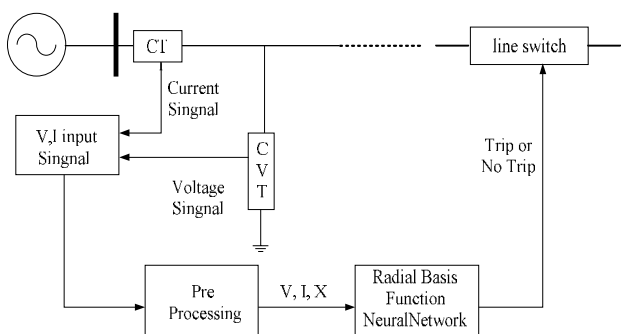 CT
line switch
Current
Singnal
V,I input
Singnal
C
V
T
Trip or
No Trip
Voltage
Singnal
Pre
Processing
V, I, X
Radial Basis
Function
NeuralNetwork